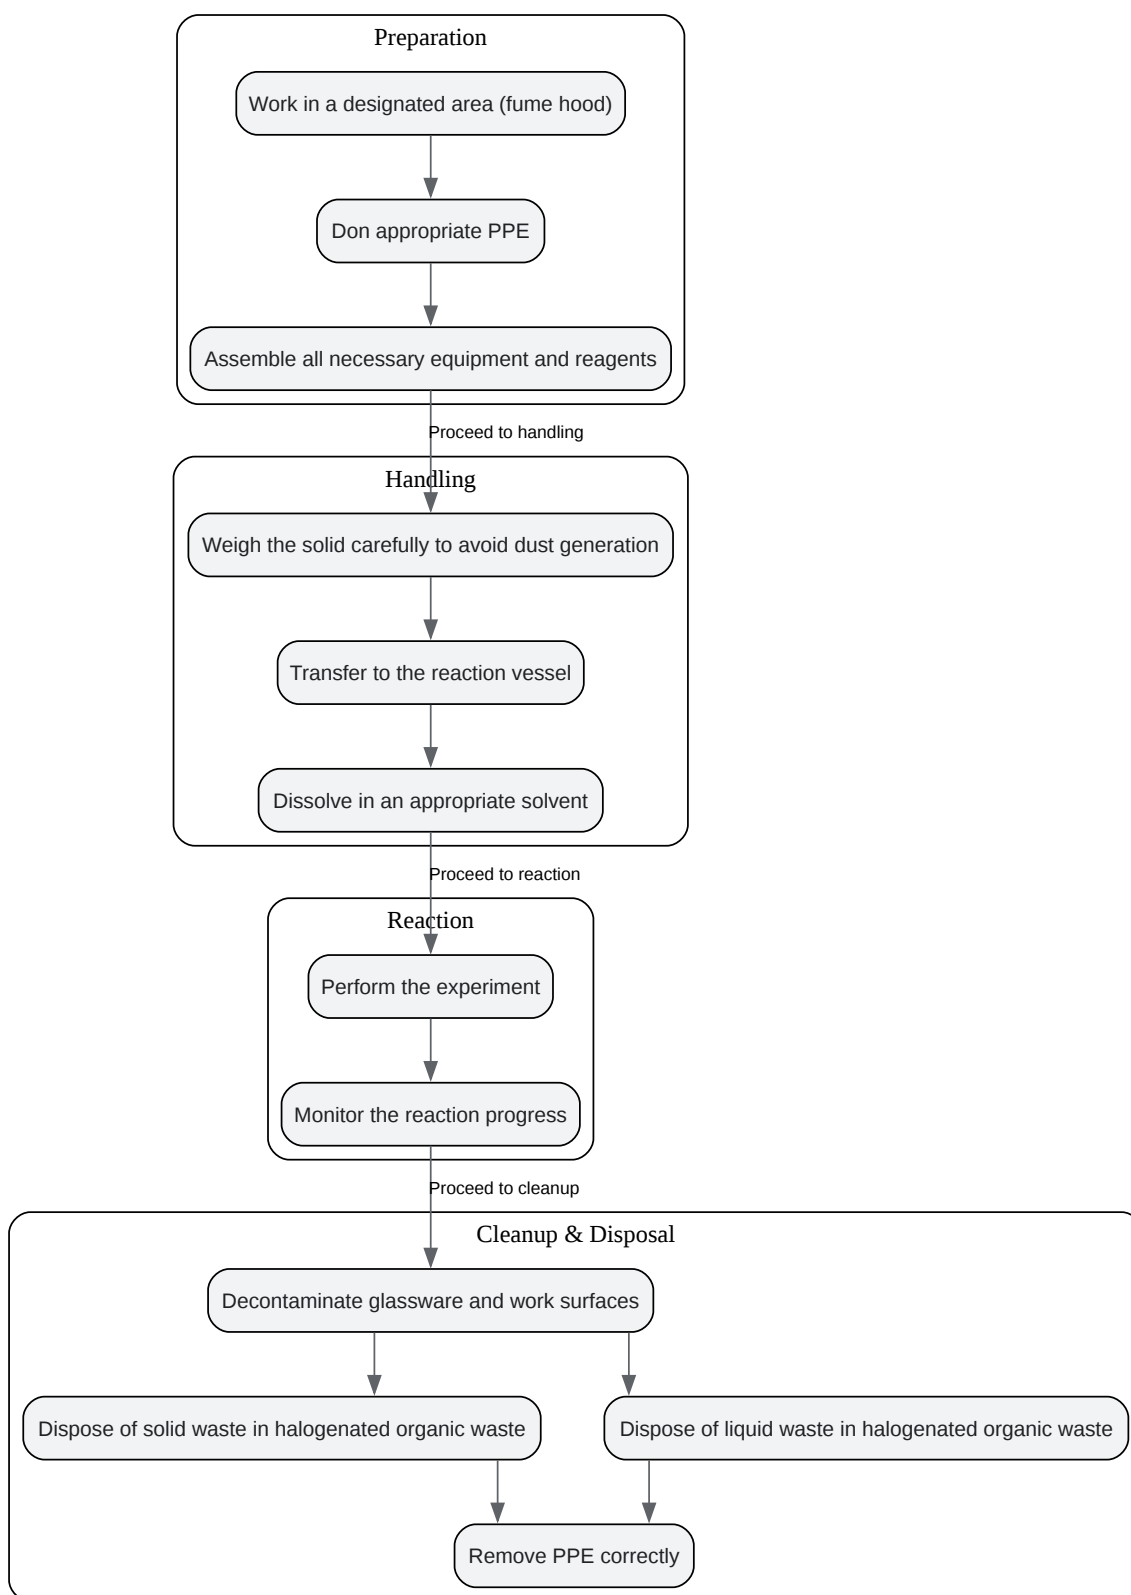 Preparation
Work in a designated area (fume hood)
Don appropriate PPE
Assemble all necessary equipment and reagents
Proceed to handling
Handling
Weigh the solid carefully to avoid dust generation
Transfer to the reaction vessel
Dissolve in an appropriate solvent
Proceed to reaction
Reaction
Perform the experiment
Monitor the reaction progress
Proceed to cleanup
Cleanup & Disposal
Decontaminate glassware and work surfaces
Dispose of solid waste in halogenated organic waste
Dispose of liquid waste in halogenated organic waste
Remove PPE correctly